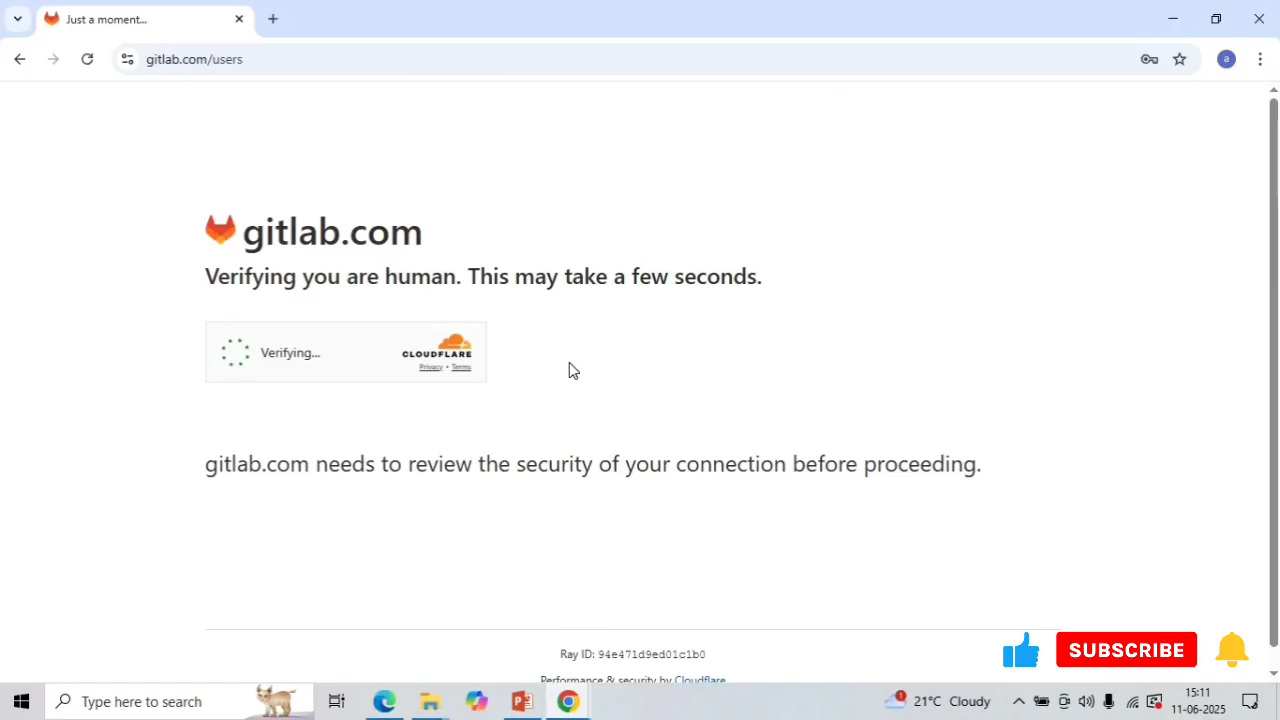 Just a moment...
gitlab.com/users
a
gitlab.com
Verifying you are human. This may take a few seconds.
Verifying...
CLOUDFLARE
Privacy • Terms
gitlab.com needs to review the security of your connection before proceeding.
Ray ID: 94e471d9ed01c1b0
SUBSCRIBE
Performance & security by Cloudflare
Type here to search
1
21°C Cloudy
15:11
11-06-2025